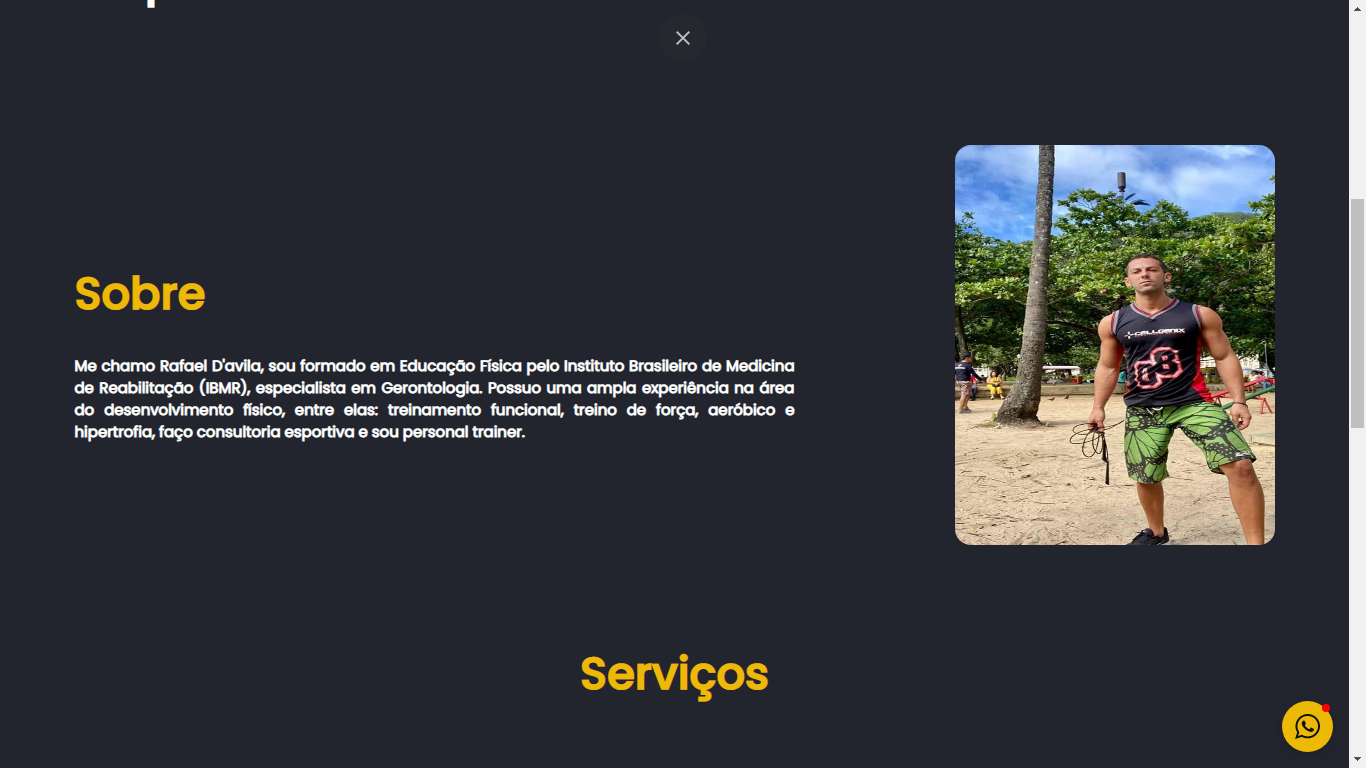 Sobre
Me chamo Rafael D'avila, sou formado em Educação Física pelo Instituto Brasileiro de Medicina
de Reabilitação (IBMR), especialista em Gerontologia. Possuo uma ampla experiência na área
do desenvolvimento físico, entre elas: treinamento funcional, treino de força, aeróbico e
hipertrofia, faço consultoria esportiva e sou personal trainer.
CELLGENIX
08
Serviços